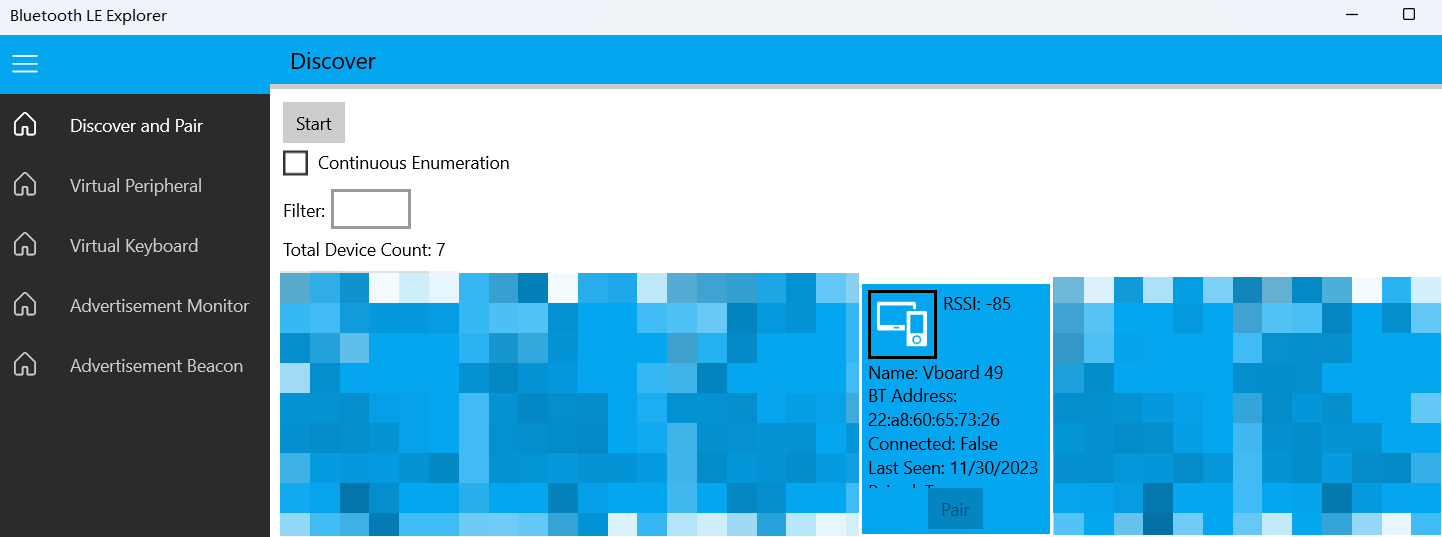 Bluetooth LE Explorer
Discover
Discover and Pair
Virtual Peripheral
Virtual Keyboard
Advertisement Monitor
Advertisement Beacon
Start
Continuous Enumeration
Filter:
Total Device Count: 7
RSSI: -85
Name: Vboard 49
BT Address:
22:a8:60:65:73:26
Connected: False
Last Seen: 11/30/2023
Pair